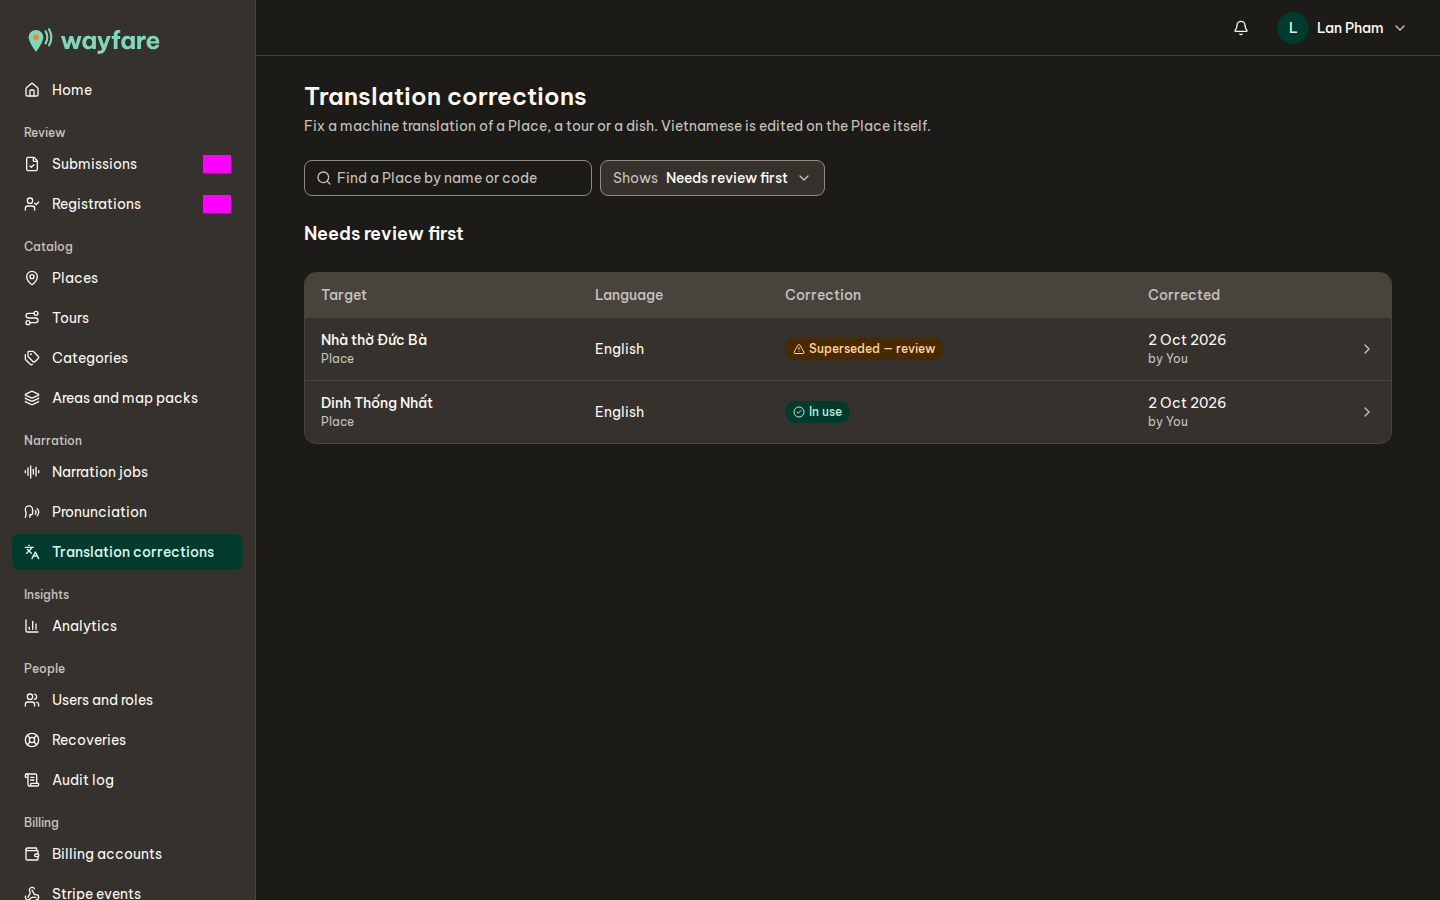 wayfare
Home
Review
Submissions
Registrations
Catalog
Places
Tours
Categories
Areas and map packs
Narration
Narration jobs
Pronunciation
Translation corrections
Insights
Analytics
People
Users and roles
Recoveries
Audit log
Billing
Billing accounts
Stripe events
L Lan Pham
Translation corrections
Fix a machine translation of a Place, a tour or a dish. Vietnamese is edited on the Place itself.
Find a Place by name or code
Shows Needs review first
Needs review first
Target Language Correction Corrected
Nhà thờ Đức Bà
Place
English
Superseded — review
2 Oct 2026
by You
Dinh Thống Nhất
Place
English
In use
2 Oct 2026
by You